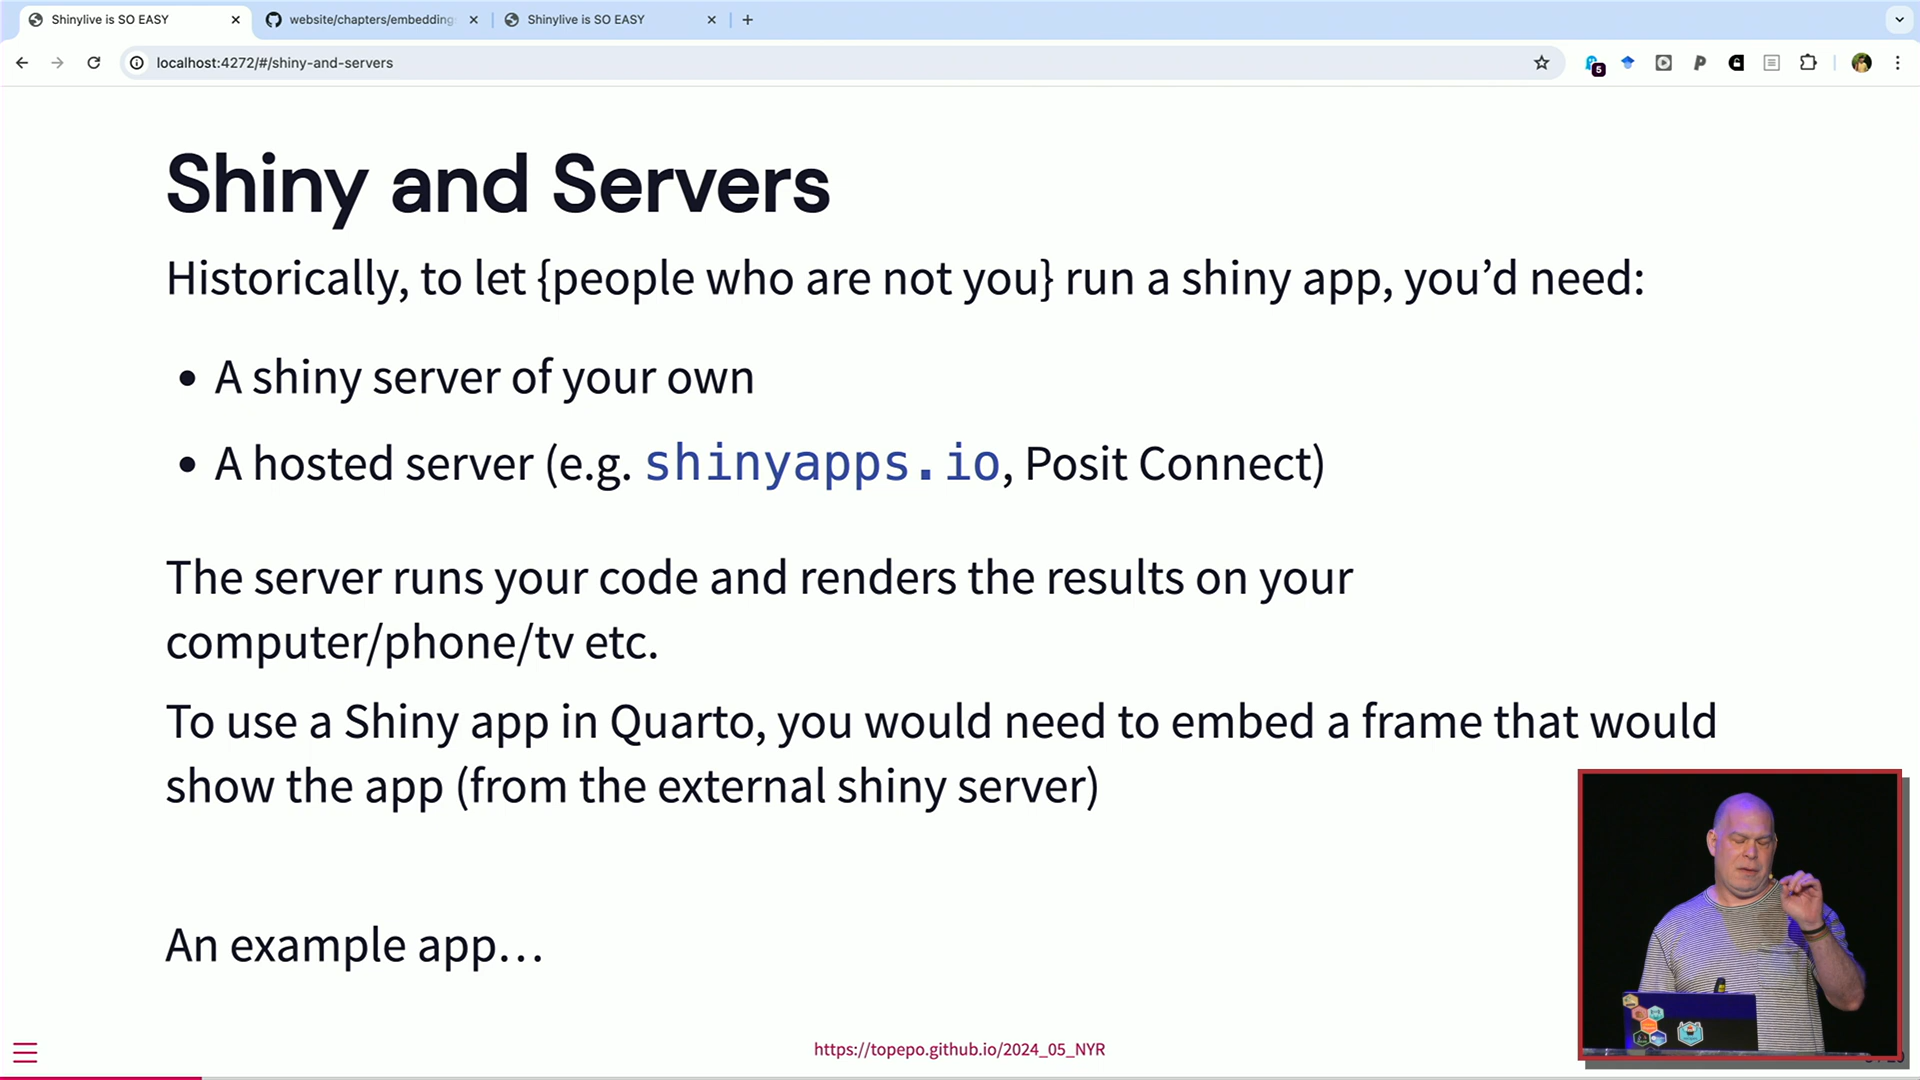 Shinylive is SO EASY
website/chapters/embedding
Shinylive is SO EASY
localhost:4272/#/shiny-and-servers
5
Shiny and Servers
Historically, to let {people who are not you} run a shiny app, you’d need:
• A shiny server of your own
• A hosted server (e.g. shinyapps.io, Posit Connect)
The server runs your code and renders the results on your
computer/phone/tv etc.
To use a Shiny app in Quarto, you would need to embed a frame that would
show the app (from the external shiny server)
An example app…
https://topepo.github.io/2024_05_NYR